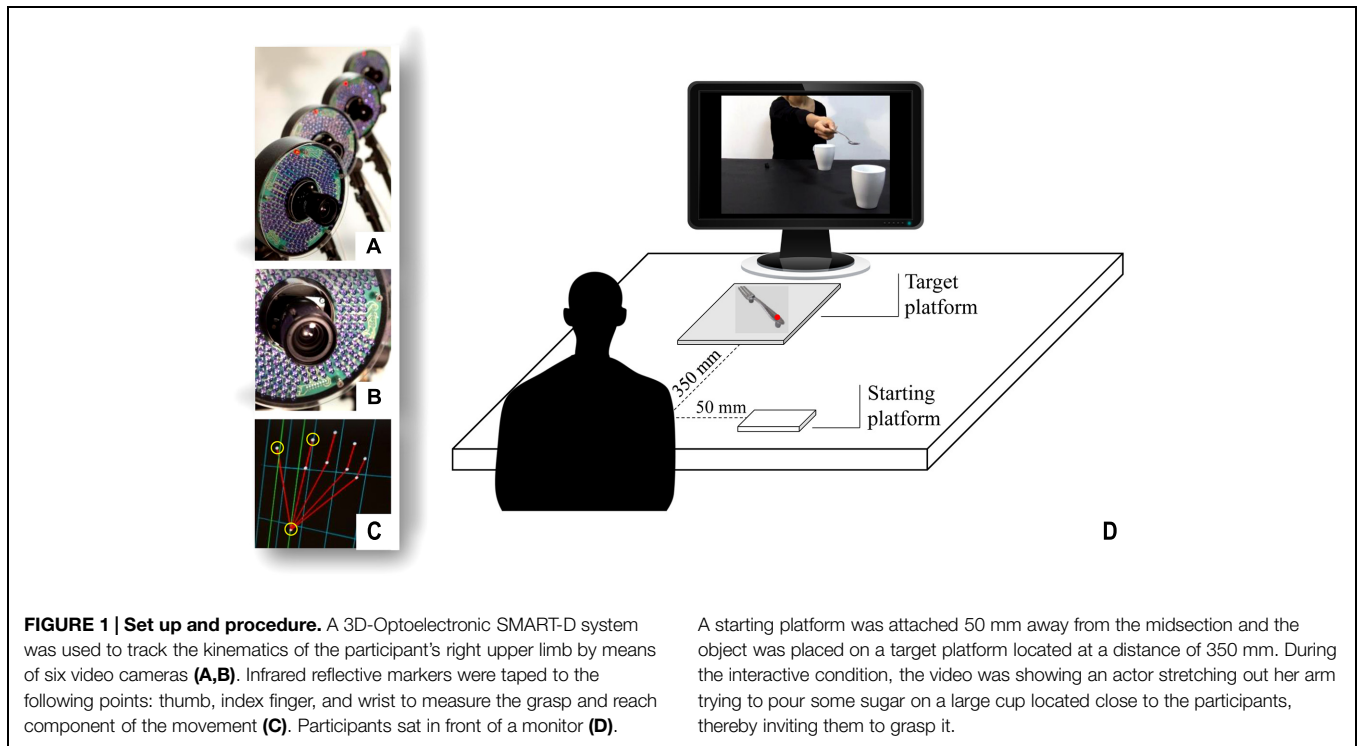 A
B
C
Target
platform
350 mm
50 mm
Starting
platform
D
FIGURE 1 | Set up and procedure. A 3D-Optoelectronic SMART-D system
was used to track the kinematics of the participant's right upper limb by means
of six video cameras (A,B). Infrared reflective markers were taped to the
following points: thumb, index finger, and wrist to measure the grasp and reach
component of the movement (C). Participants sat in front of a monitor (D).
A starting platform was attached 50 mm away from the midsection and the
object was placed on a target platform located at a distance of 350 mm. During
the interactive condition, the video was showing an actor stretching out her arm
trying to pour some sugar on a large cup located close to the participants,
thereby inviting them to grasp it.